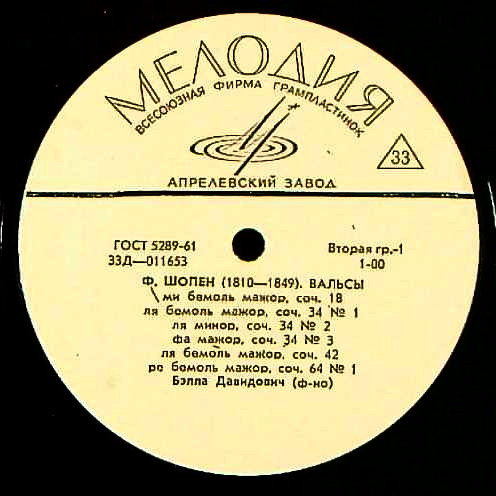 МЕЛОДИЯ
ВСЕСОЮЗНАЯ ФИРМА ГРАМПЛАСТИНОК
33
АПРЕЛЕВСКИЙ ЗАВОД
ГОСТ 5289-61
Вторая гр.-1
33Д—011653
1-00
Ф. ШОПЕН (1810—1849). ВАЛЬСЫ
ми бемоль мажор, соч. 18
ля бемоль мажор, соч. 34 № 1
ля минор, соч. 34 № 2
фа мажор, соч. 34 № 3
ля бемоль мажор, соч. 42
ре бемоль мажор, соч. 64 № 1
Бэлла Давидович (ф-но)